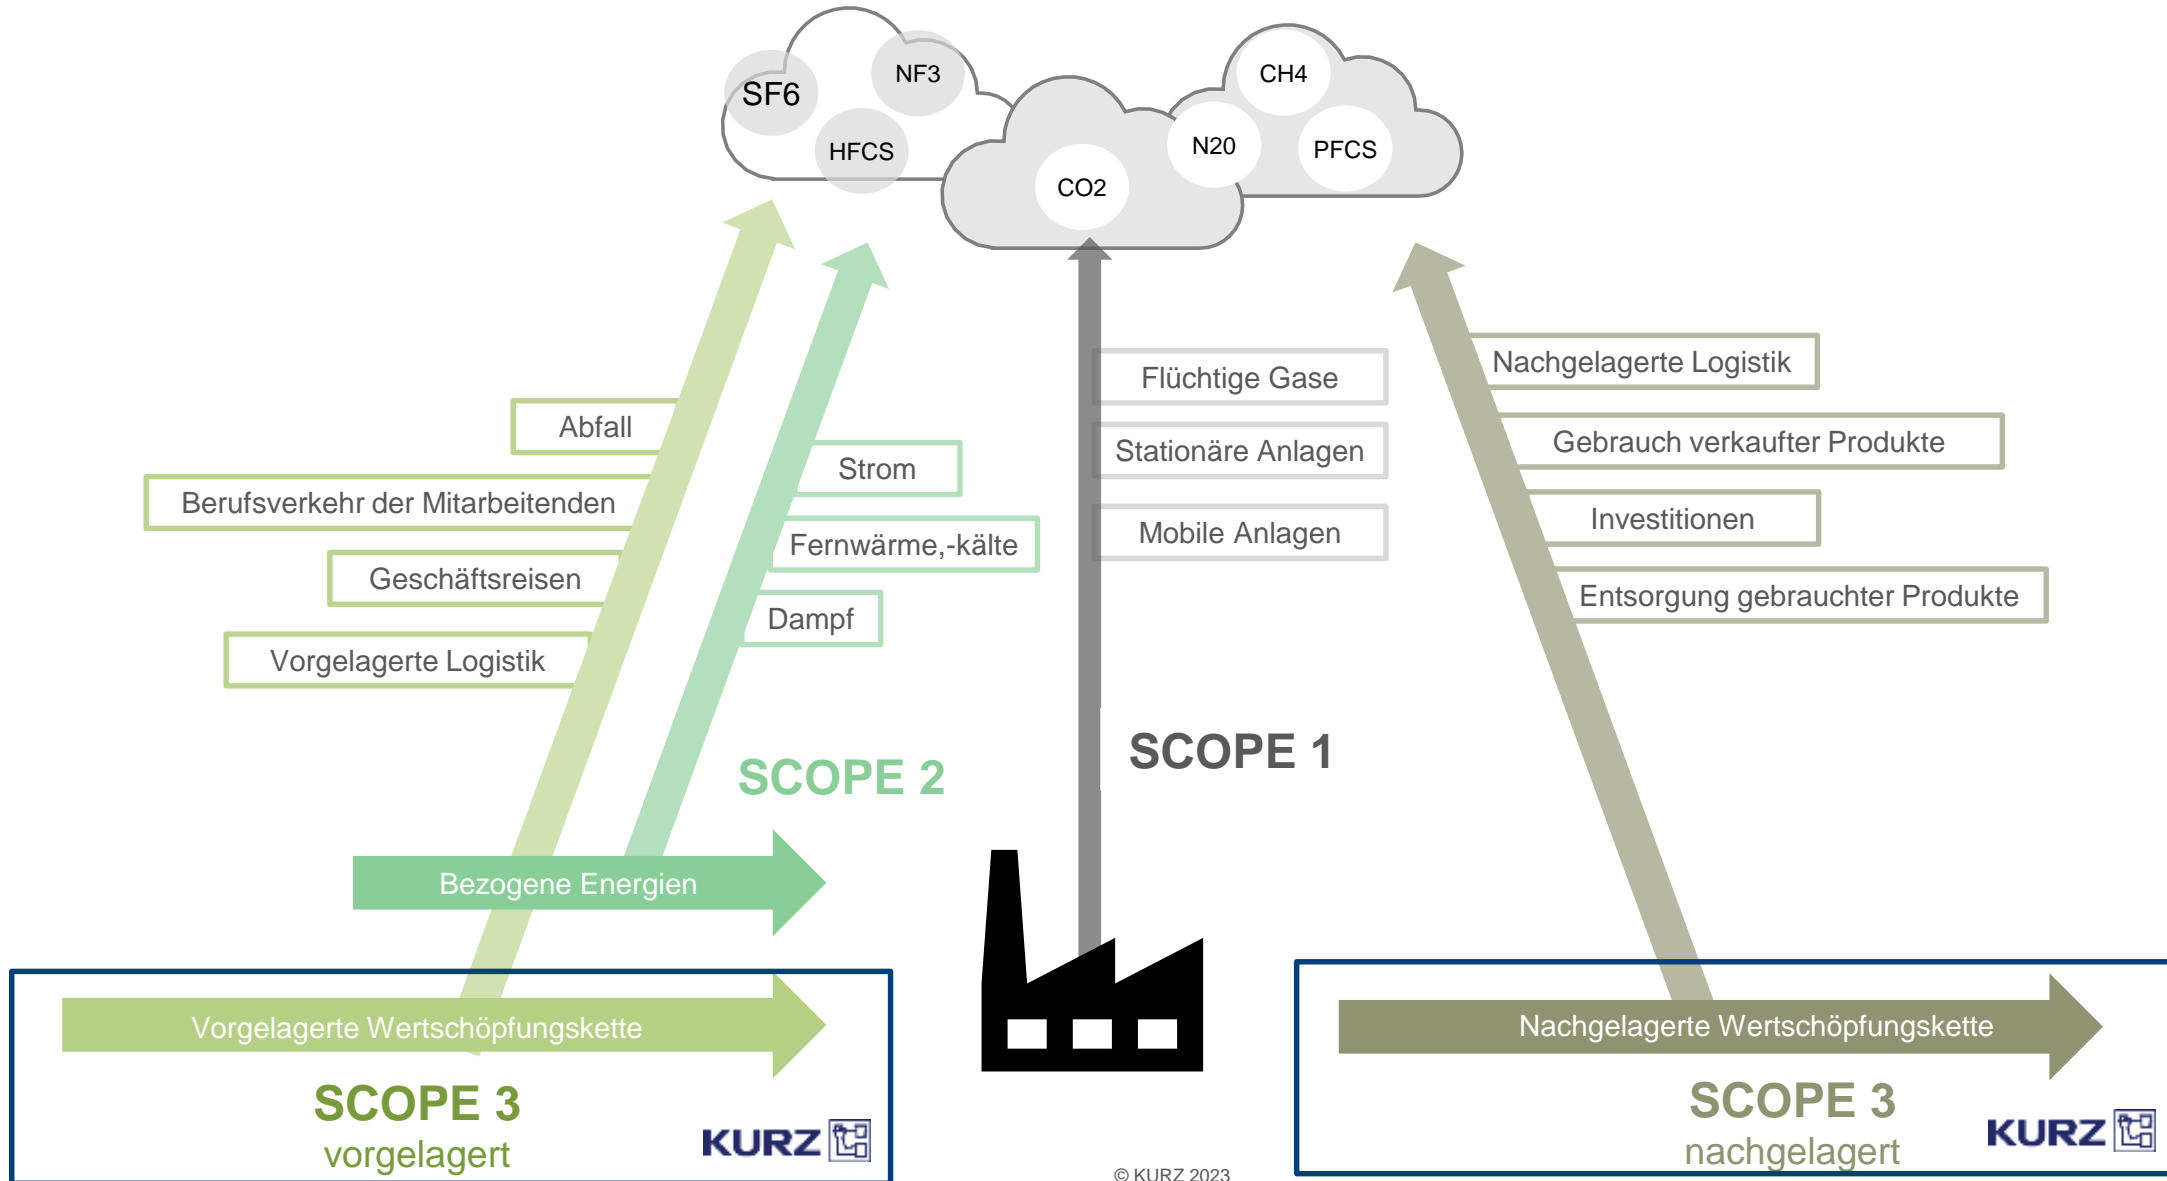 SF6
NF3
HFCS
CO2
N20
CH4
PFCS
Abfall
Berufsverkehr der Mitarbeitenden
Geschäftsreisen
Vorgelagerte Logistik
Strom
Fernwärme,-kälte
Dampf
Flüchtige Gase
Stationäre Anlagen
Mobile Anlagen
Nachgelagerte Logistik
Gebrauch verkaufter Produkte
Investitionen
Entsorgung gebrauchter Produkte
SCOPE 2
SCOPE 1
Bezogene Energien
Vorgelagerte Wertschöpfungskette
SCOPE 3
vorgelagert
KURZ
Nachgelagerte Wertschöpfungskette
SCOPE 3
nachgelagert
KURZ
© KURZ 2023